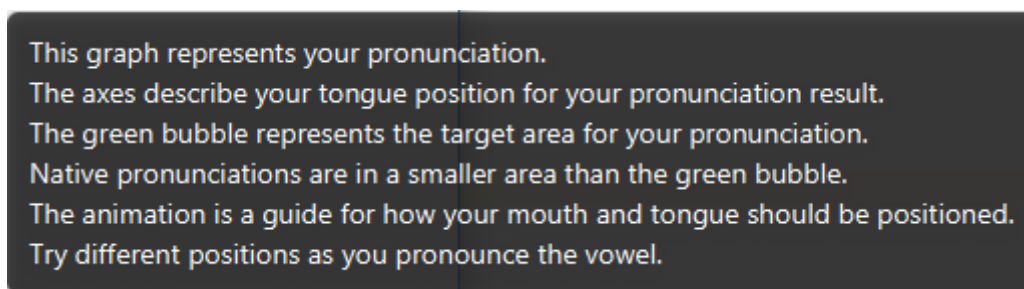 This graph represents your pronunciation.
The axes describe your tongue position for your pronunciation result.
The green bubble represents the target area for your pronunciation.
Native pronunciations are in a smaller area than the green bubble.
The animation is a guide for how your mouth and tongue should be positioned.
Try different positions as you pronounce the vowel.